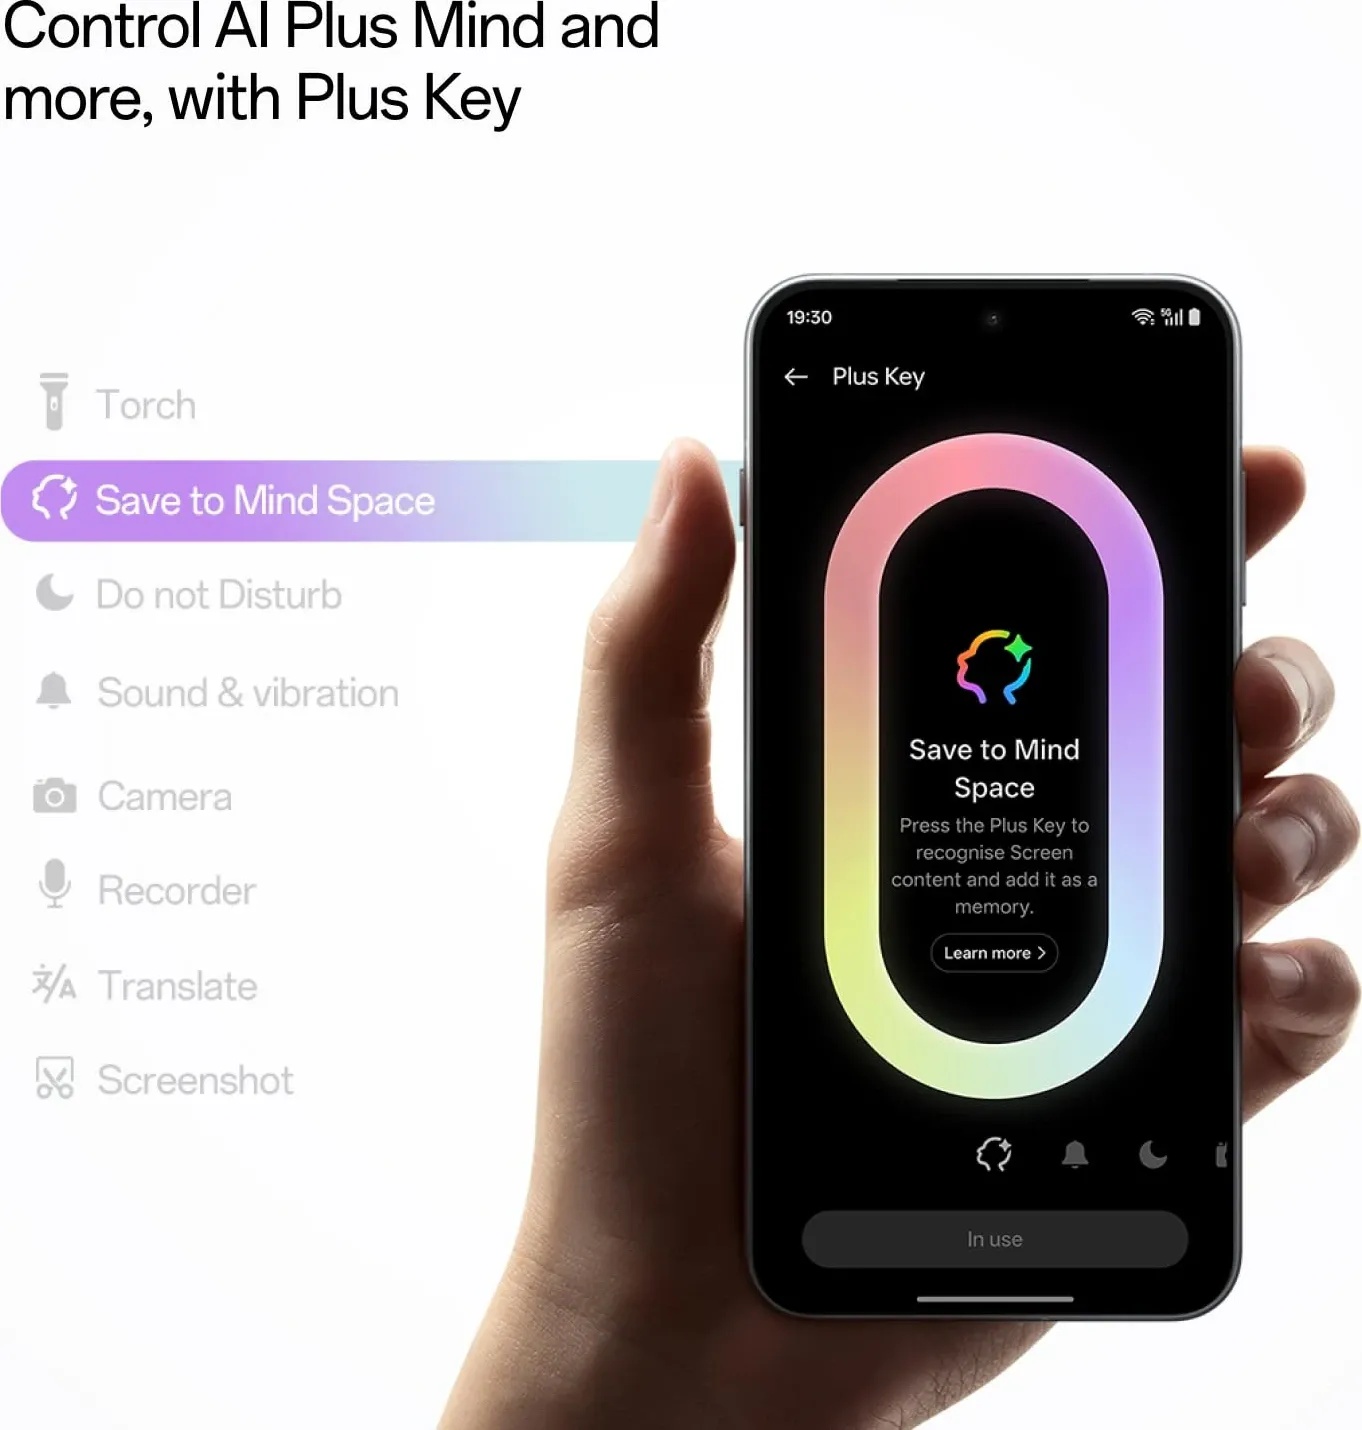 Control AI Plus Mind and
more, with Plus Key
Torch
Save to Mind Space
Do not Disturb
Sound & vibration
Camera
Recorder
Translate
Screenshot
19:30
5G
Plus Key
Save to Mind
Space
Press the Plus Key to
recognise Screen
content and add it as a
memory.
Learn more >
In use